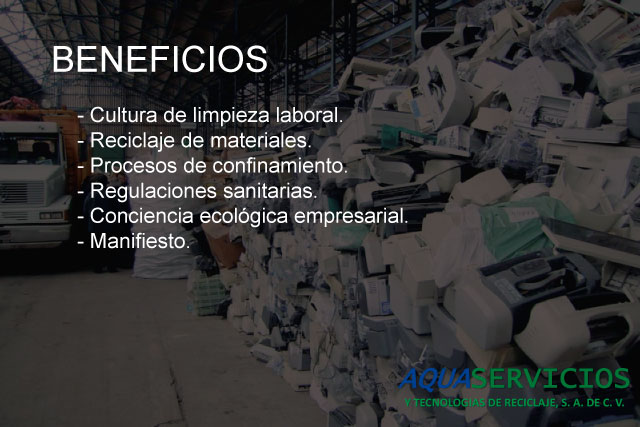 BENEFICIOS
- Cultura de limpieza laboral.
- Reciclaje de materiales.
- Procesos de confinamiento.
- Regulaciones sanitarias.
- Conciencia ecológica empresarial.
- Manifiesto.
AQUASERVICIOS
Y TECNOLOGÍAS DE RECICLAJE, S. A. DE C. V.